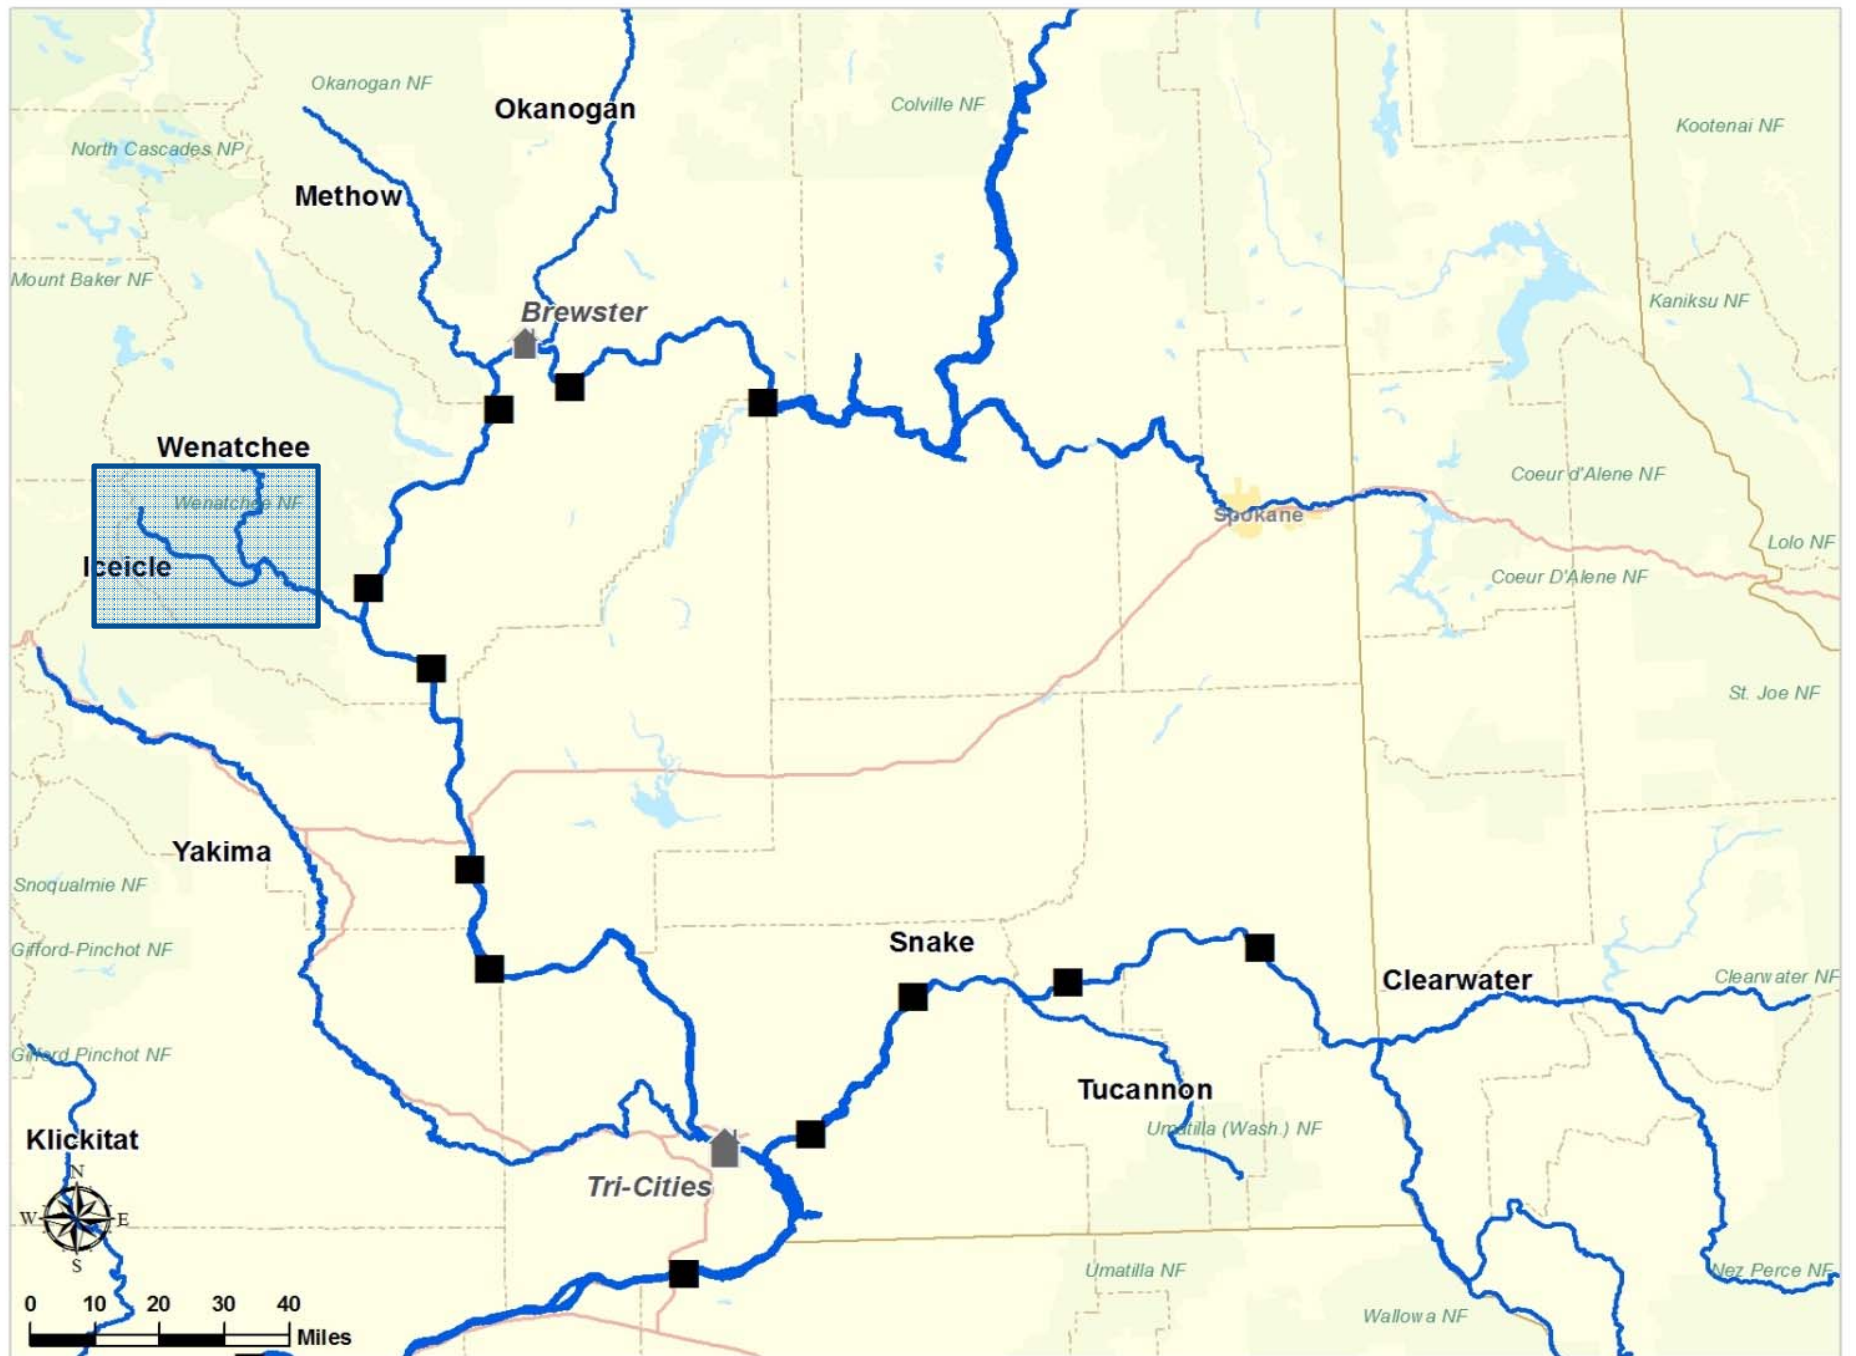 Okanogan NF
Okanogan
Colville NF
Kootenai NF
North Cascades NP
Methow
Mount Baker NF
Brewster
Kaniksu NF
Wenatchee
Wenatchee NF
Coeur d'Alene NF
Spokane
Lolo NF
Iceicle
Coeur D'Alene NF
St. Joe NF
Yakima
Snoqualmie NF
Snake
Gifford-Pinchot NF
Clearwater
Clearwater NF
Gifford Pinchot NF
Tucannon
Umatilla (Wash.) NF
Klickitat
N
Tri-Cities
W
E
S
Umatilla NF
Nez Perce NF
0 10 20 30 40
Wallowa NF
Miles